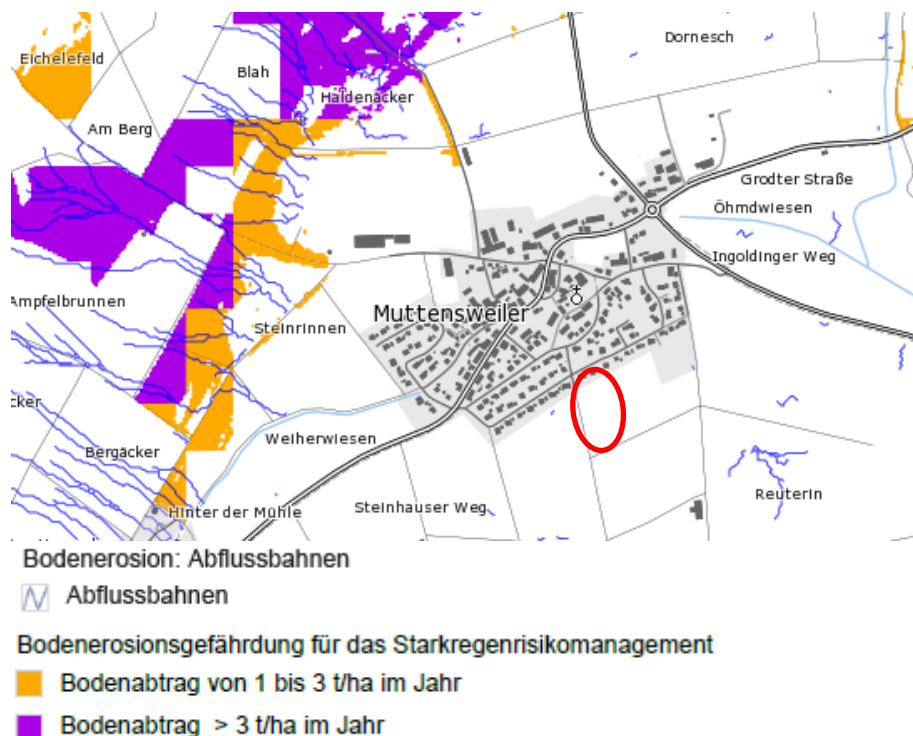 Dornesch
Eichelefeld
Blah
Haldenäcker
Am Berg
Grodter Straße
Öhmdwiesen
Ingoldinger Weg
Ampfelbrunnen
Muttensweiler
Steinrinnen
cker
Weiherwiesen
Bergäcker
Reuterin
Hinter der Mühle
Steinhauser Weg
Bodenerosion: Abflussbahnen
Abflussbahnen
Bodenerosionsgefährdung für das Starkregenrisikomanagement
Bodenabtrag von 1 bis 3 t/ha im Jahr
Bodenabtrag > 3 t/ha im Jahr